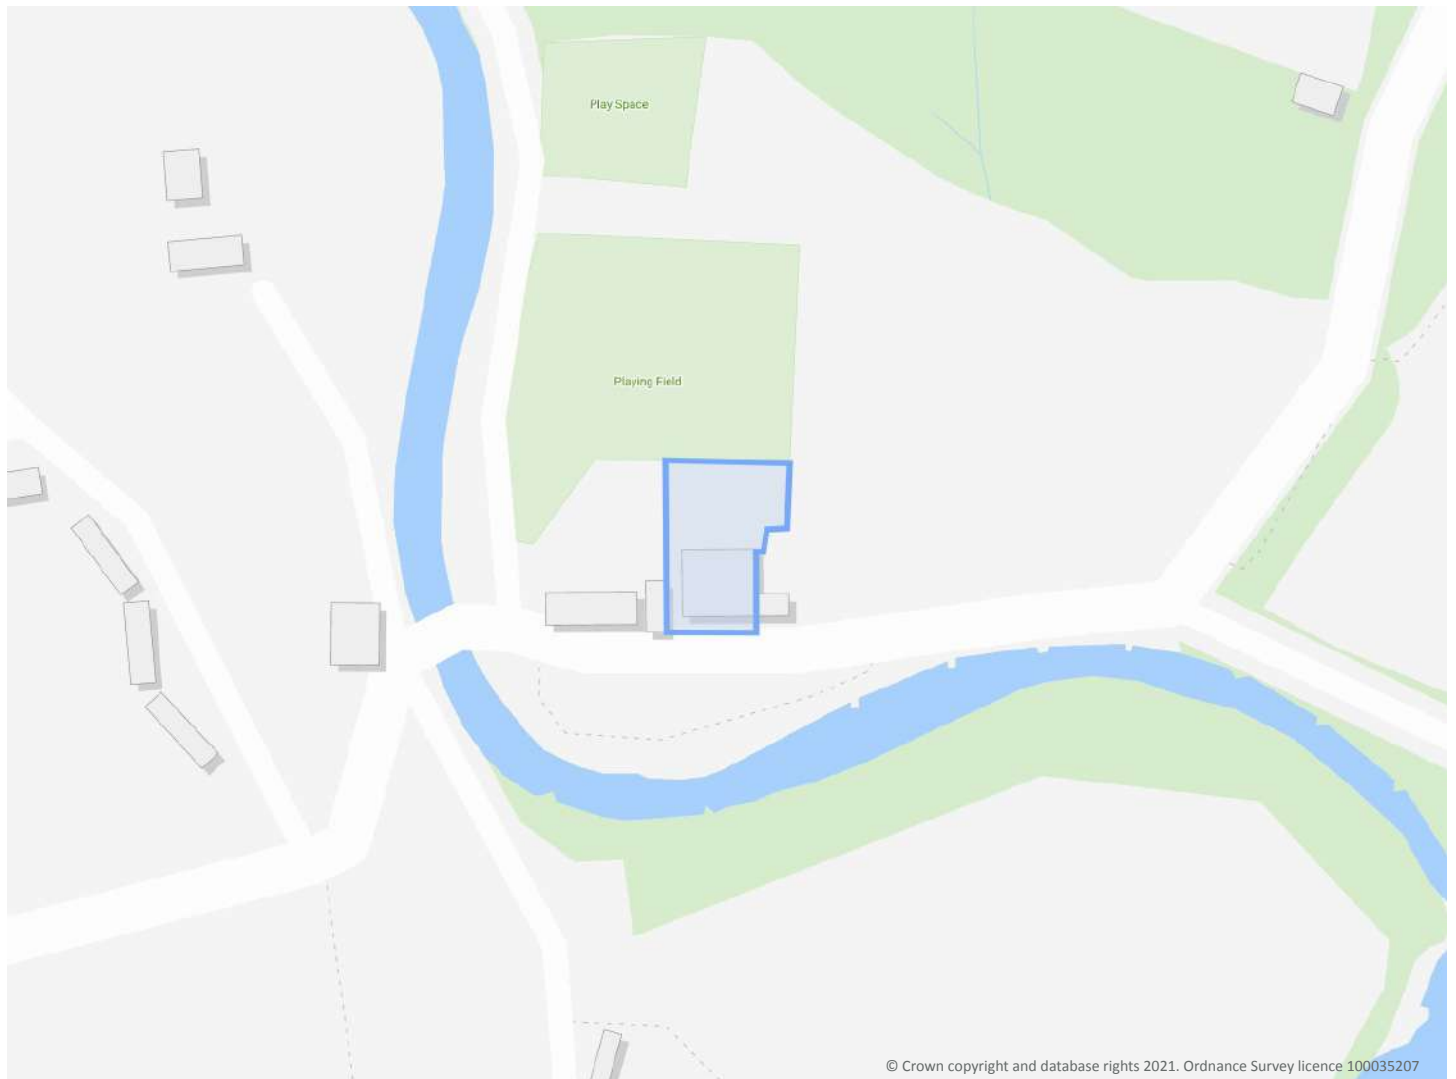 Play Space
Playing Field
© Crown copyright and database rights 2021. Ordnance Survey licence 100035207